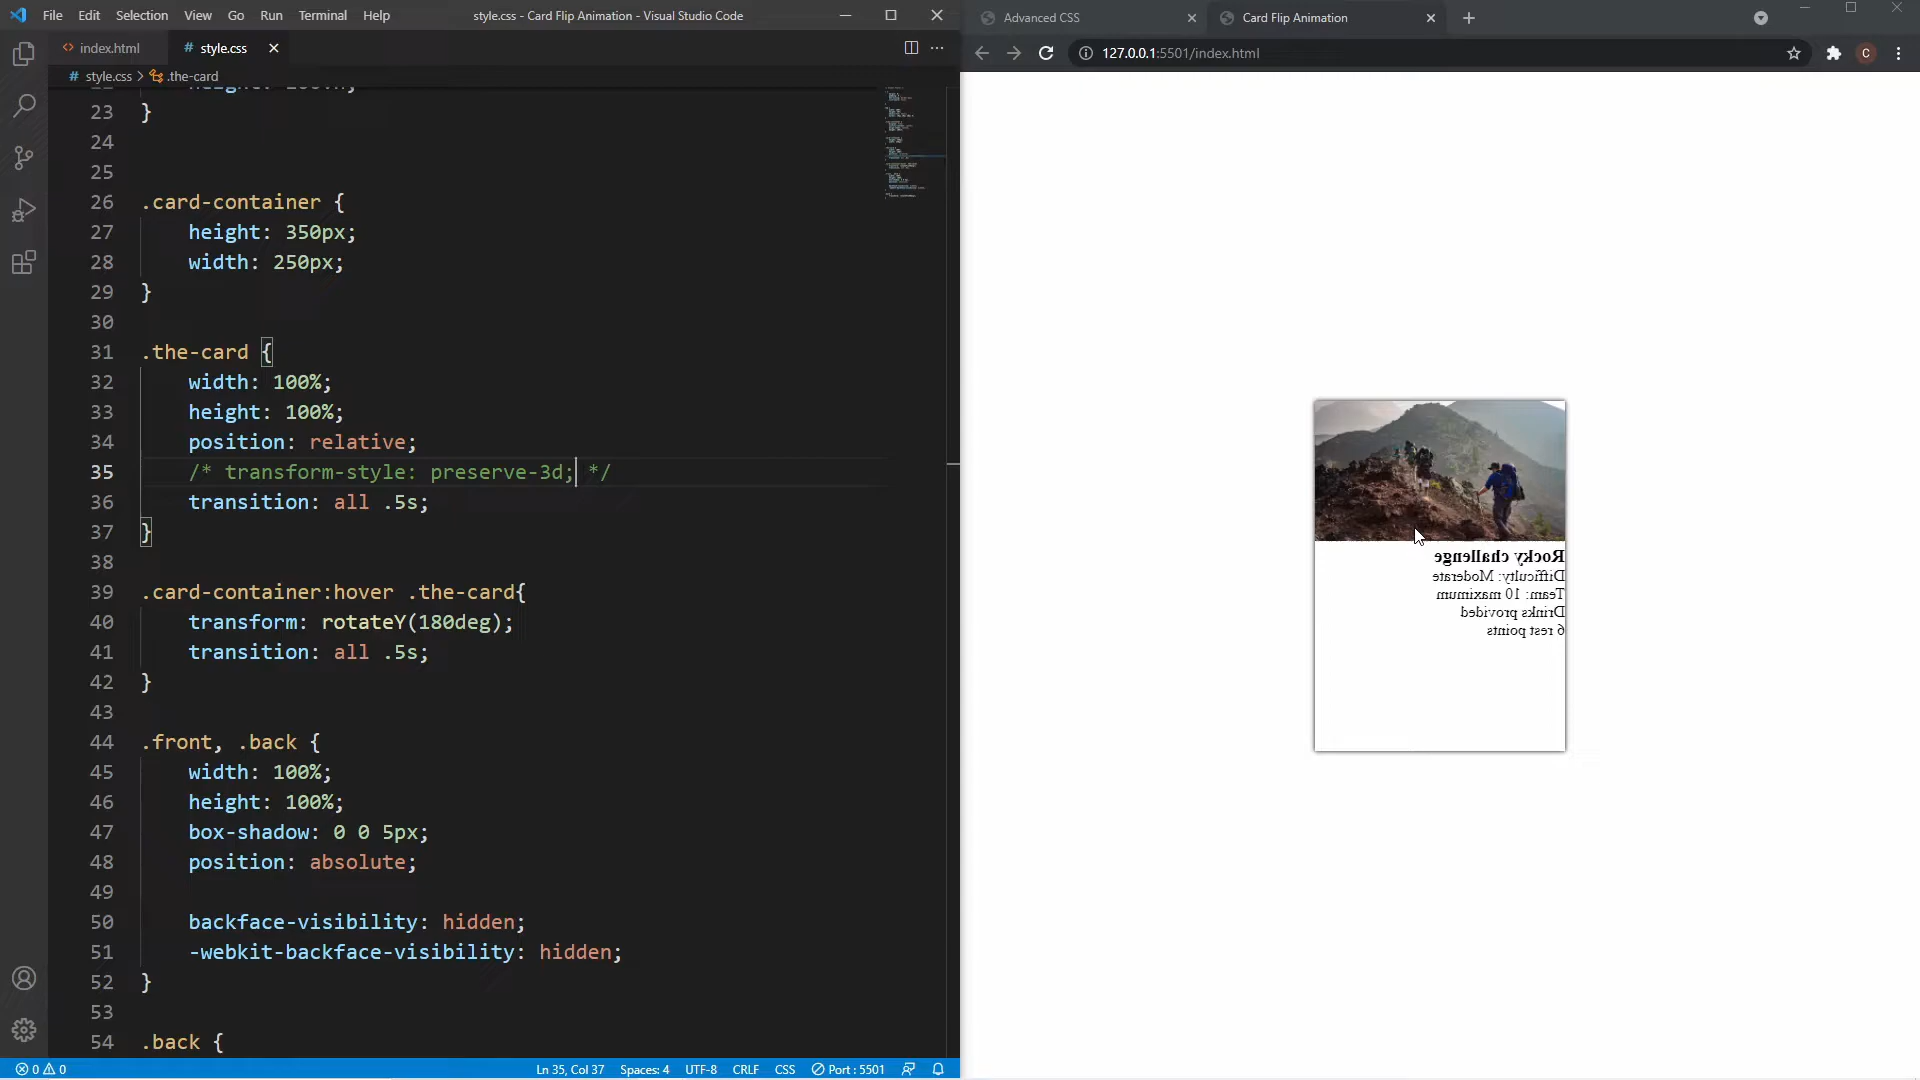 File Edit Selection View Go Run Terminal Help
style.css - Card Flip Animation - Visual Studio Code
index.html
# style.css
# style.css > .the-card
23 }
24
25
26 .card-container {
27 height: 350px;
28 width: 250px;
29 }
30
31 .the-card {
32 width: 100%;
33 height: 100%;
34 position: relative;
35 /* transform-style: preserve-3d; */
36 transition: all .5s;
37 }
38
39 .card-container:hover .the-card{
40 transform: rotateY(180deg);
41 transition: all .5s;
42 }
43
44 .front, .back {
45 width: 100%;
46 height: 100%;
47 box-shadow: 0 0 5px;
48 position: absolute;
49
50 backface-visibility: hidden;
51 -webkit-backface-visibility: hidden;
52 }
53
54 .back {
0 0
Ln 35, Col 37 Spaces: 4 UTF-8 CRLF CSS Port : 5501
Advanced CSS
Card Flip Animation
127.0.0.1:5501/index.html
C
Rocky challenge
Difficulty: Moderate
Team: 10 maximum
Drinks provided
6 rest points